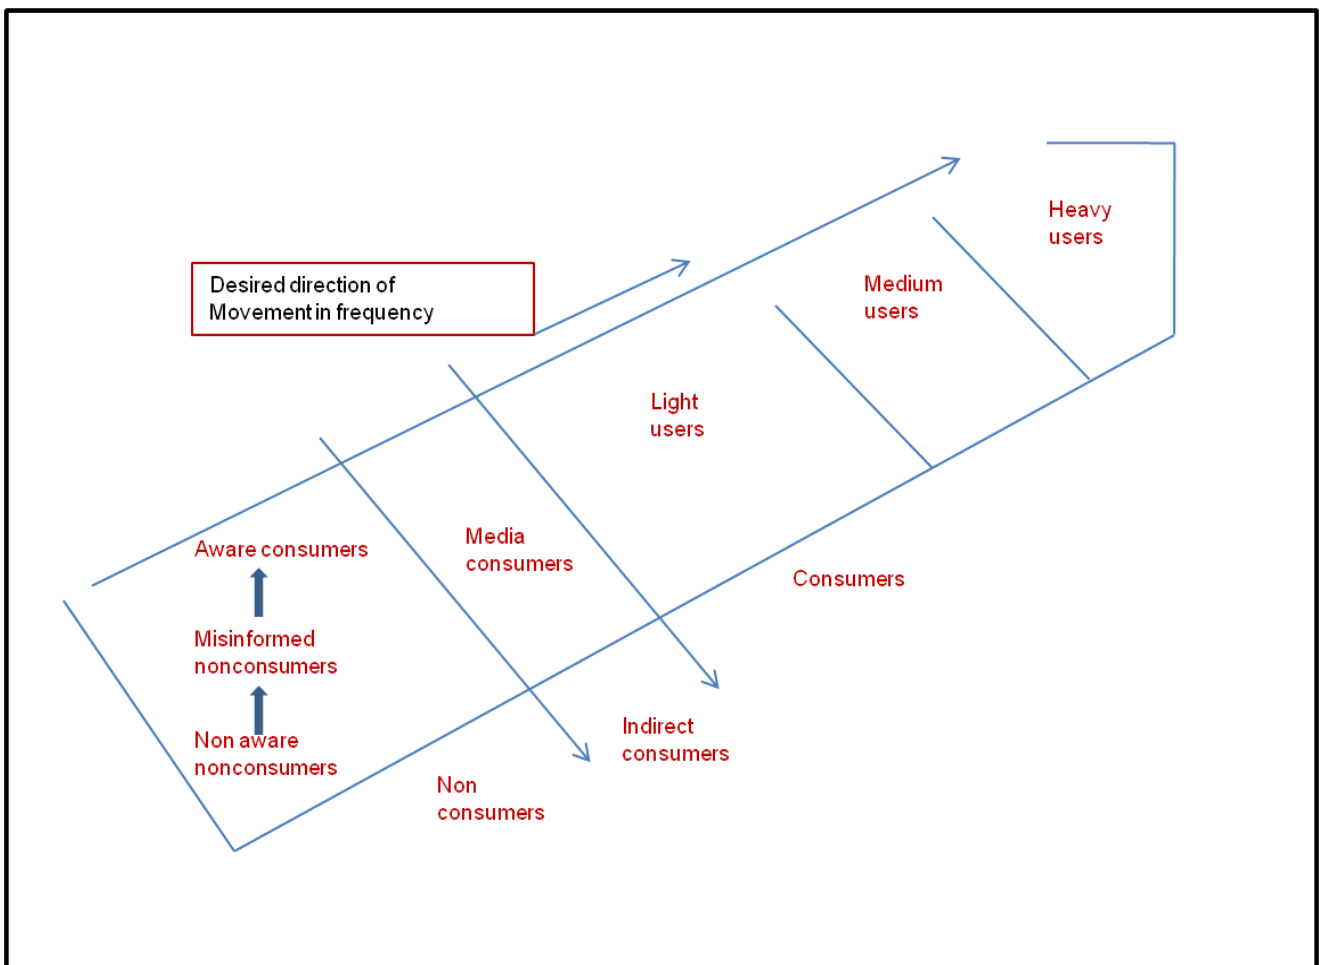 Heavy
users
Desired direction of
Movement in frequency
Medium
users
Light
users
Aware consumers
Media
consumers
Consumers
Misinformed
nonconsumers
Non aware
nonconsumers
Indirect
consumers
Non
consumers